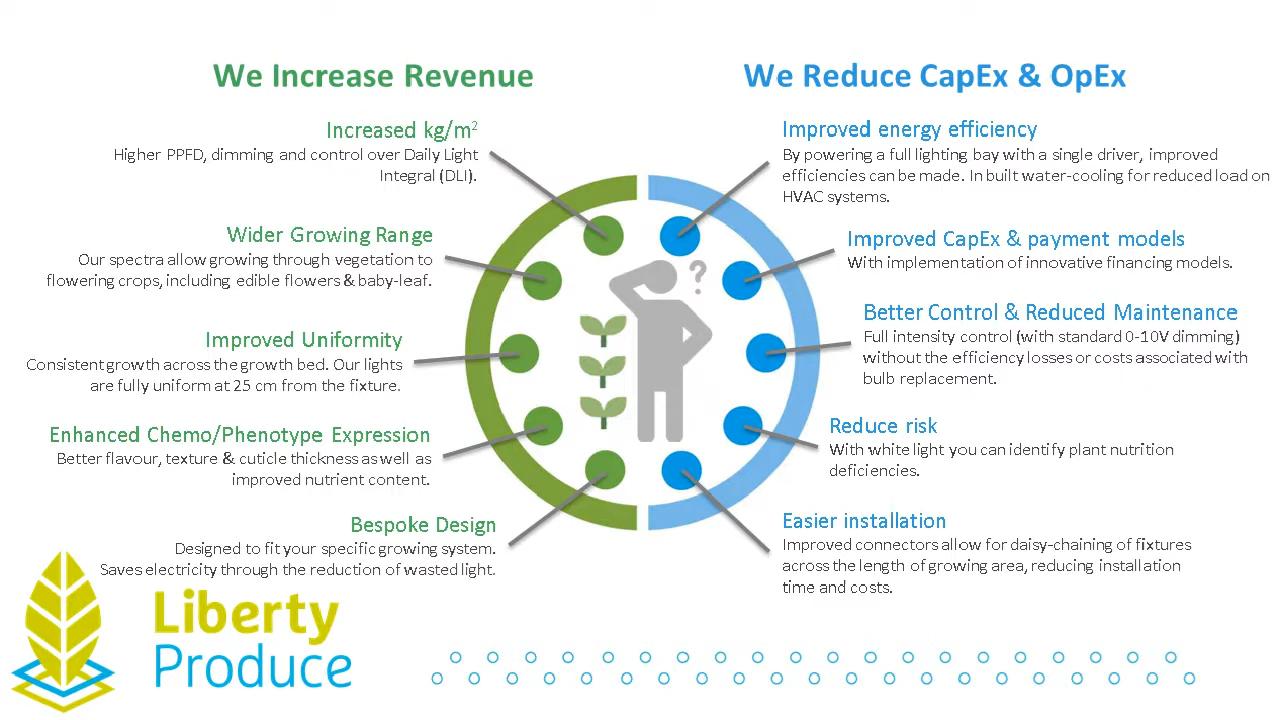 We Increase Revenue
Increased kg/m²
Higher PPFD, dimming and control over Daily Light
Integral (DLI).
Wider Growing Range
Our spectra allow growing through vegetation to
flowering crops, including edible flowers & baby-leaf.
Improved Uniformity
Consistent growth across the growth bed. Our lights
are fully uniform at 25 cm from the fixture.
Enhanced Chemo/Phenotype Expression
Better flavour, texture & cuticle thickness as well as
improved nutrient content.
Bespoke Design
Designed to fit your specific growing system.
Saves electricity through the reduction of wasted light.
We Reduce CapEx & OpEx
Improved energy efficiency
By powering a full lighting bay with a single driver, improved
efficiencies can be made. In built water-cooling for reduced load on
HVAC systems.
Improved CapEx & payment models
With implementation of innovative financing models.
Better Control & Reduced Maintenance
Full intensity control (with standard 0-10V dimming)
without the efficiency losses or costs associated with
bulb replacement.
Reduce risk
With white light you can identify plant nutrition
deficiencies.
Easier installation
Improved connectors allow for daisy-chaining of fixtures
across the length of growing area, reducing installation
time and costs.
?
Liberty
Produce